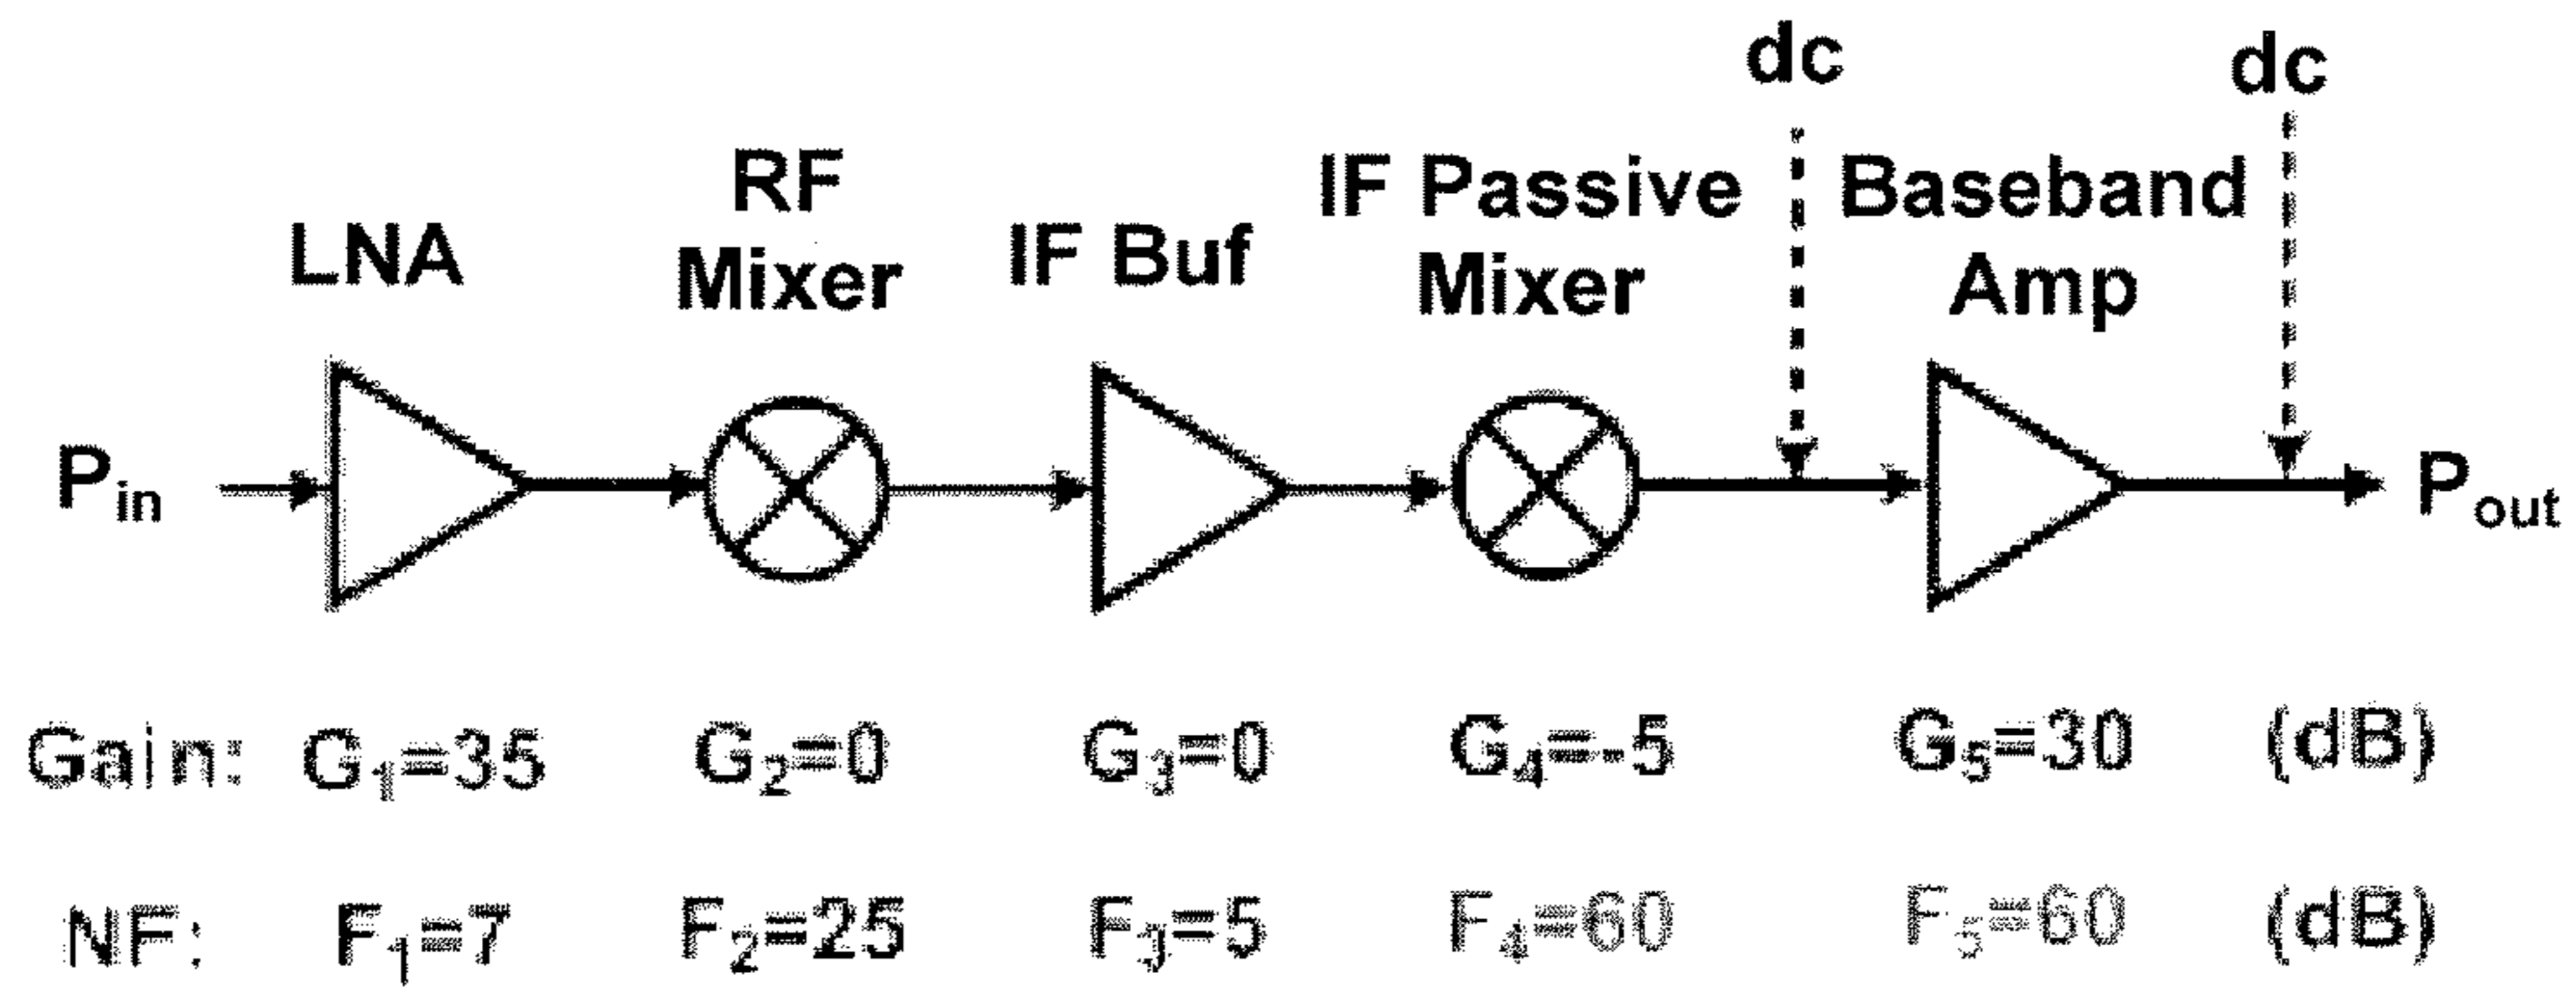 dc dc
RF
Mixer
LNA
IF Buf
IF Passive
Mixer
Baseband
Amp
Pin
Pout
Gain: G1=35 G2=0 G3=0 G4=-5 G5=30 (dB)
NF: F1=7 F2=25 F3=5 F4=60 F5=60 (dB)